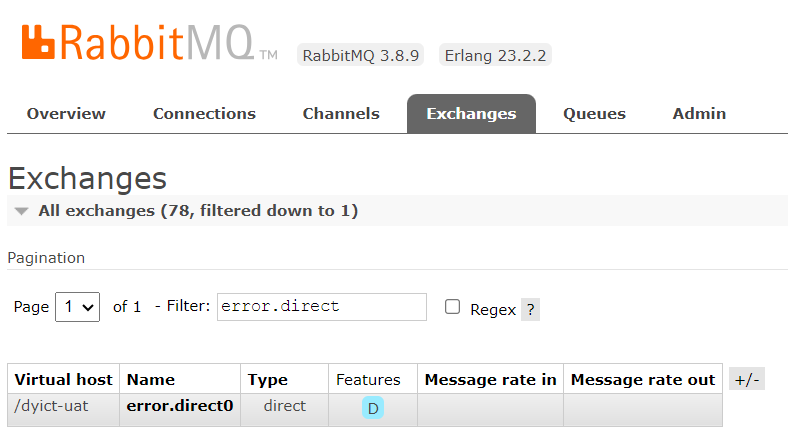 RabbitMQ TM RabbitMQ 3.8.9 Erlang 23.2.2
Overview Connections Channels Exchanges Queues Admin
Exchanges
All exchanges (78, filtered down to 1)
Pagination
Page 1 of 1 - Filter: error.direct Regex ?
Virtual host Name Type Features Message rate in Message rate out +/-
/dyict-uat error.direct0 direct D